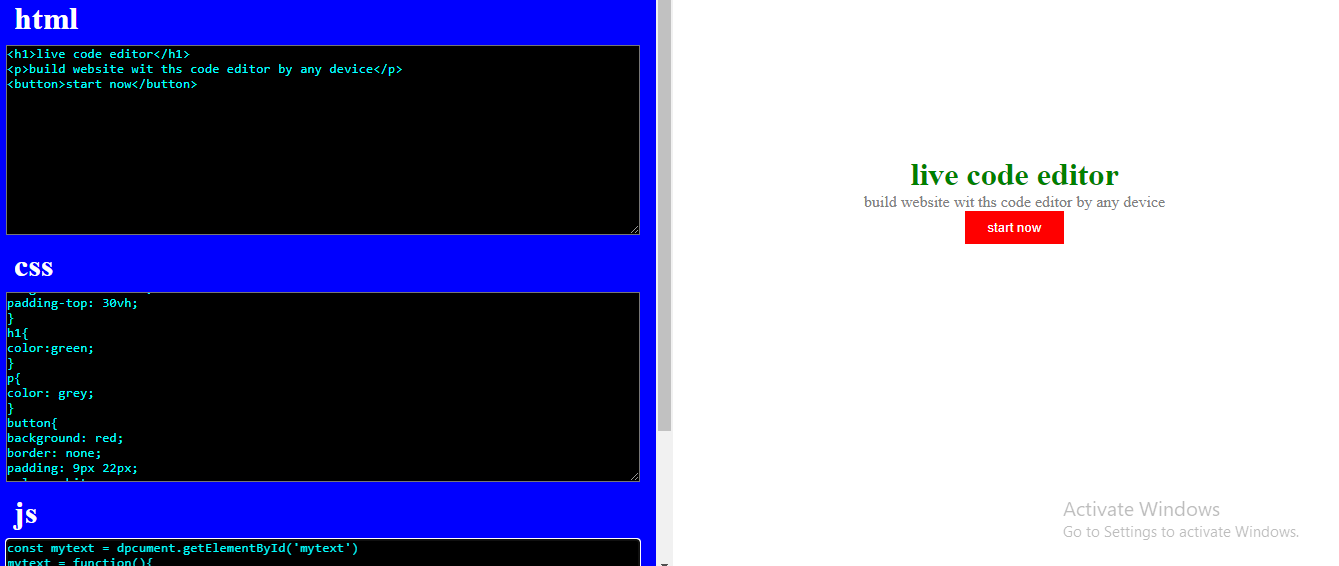 html
<h1>live code editor</h1>
<p>build website wit ths code editor by any device</p>
<button>start now</button>
css
padding-top: 30vh;
}
h1{
color:green;
}
p{
color: grey;
}
button{
background: red;
border: none;
padding: 9px 22px;
js
const mytext = dpcument.getElementById('mytext')
mytext = function(){
live code editor
build website wit ths code editor by any device
start now
Activate Windows
Go to Settings to activate Windows.